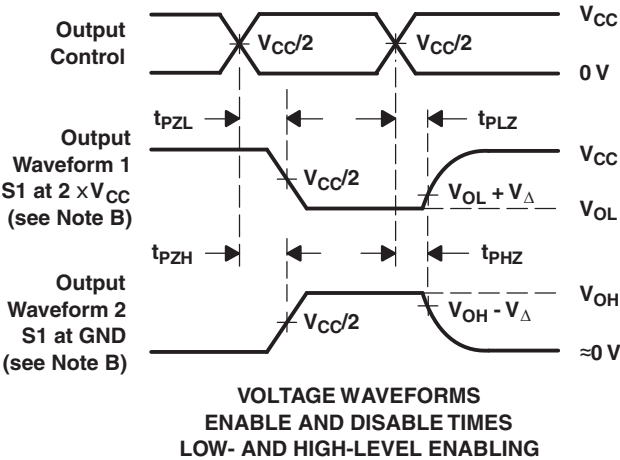 Output
Control
V_CC/2
V_CC/2
V_CC
0 V
t_PZL
t_PLZ
Output
Waveform 1
S1 at 2 × V_CC
(see Note B)
V_CC/2
V_CC
V_OL + V_Δ
V_OL
t_PZH
t_PHZ
Output
Waveform 2
S1 at GND
(see Note B)
V_CC/2
V_OH
V_OH - V_Δ
≈0 V
VOLTAGE WAVEFORMS
ENABLE AND DISABLE TIMES
LOW- AND HIGH-LEVEL ENABLING